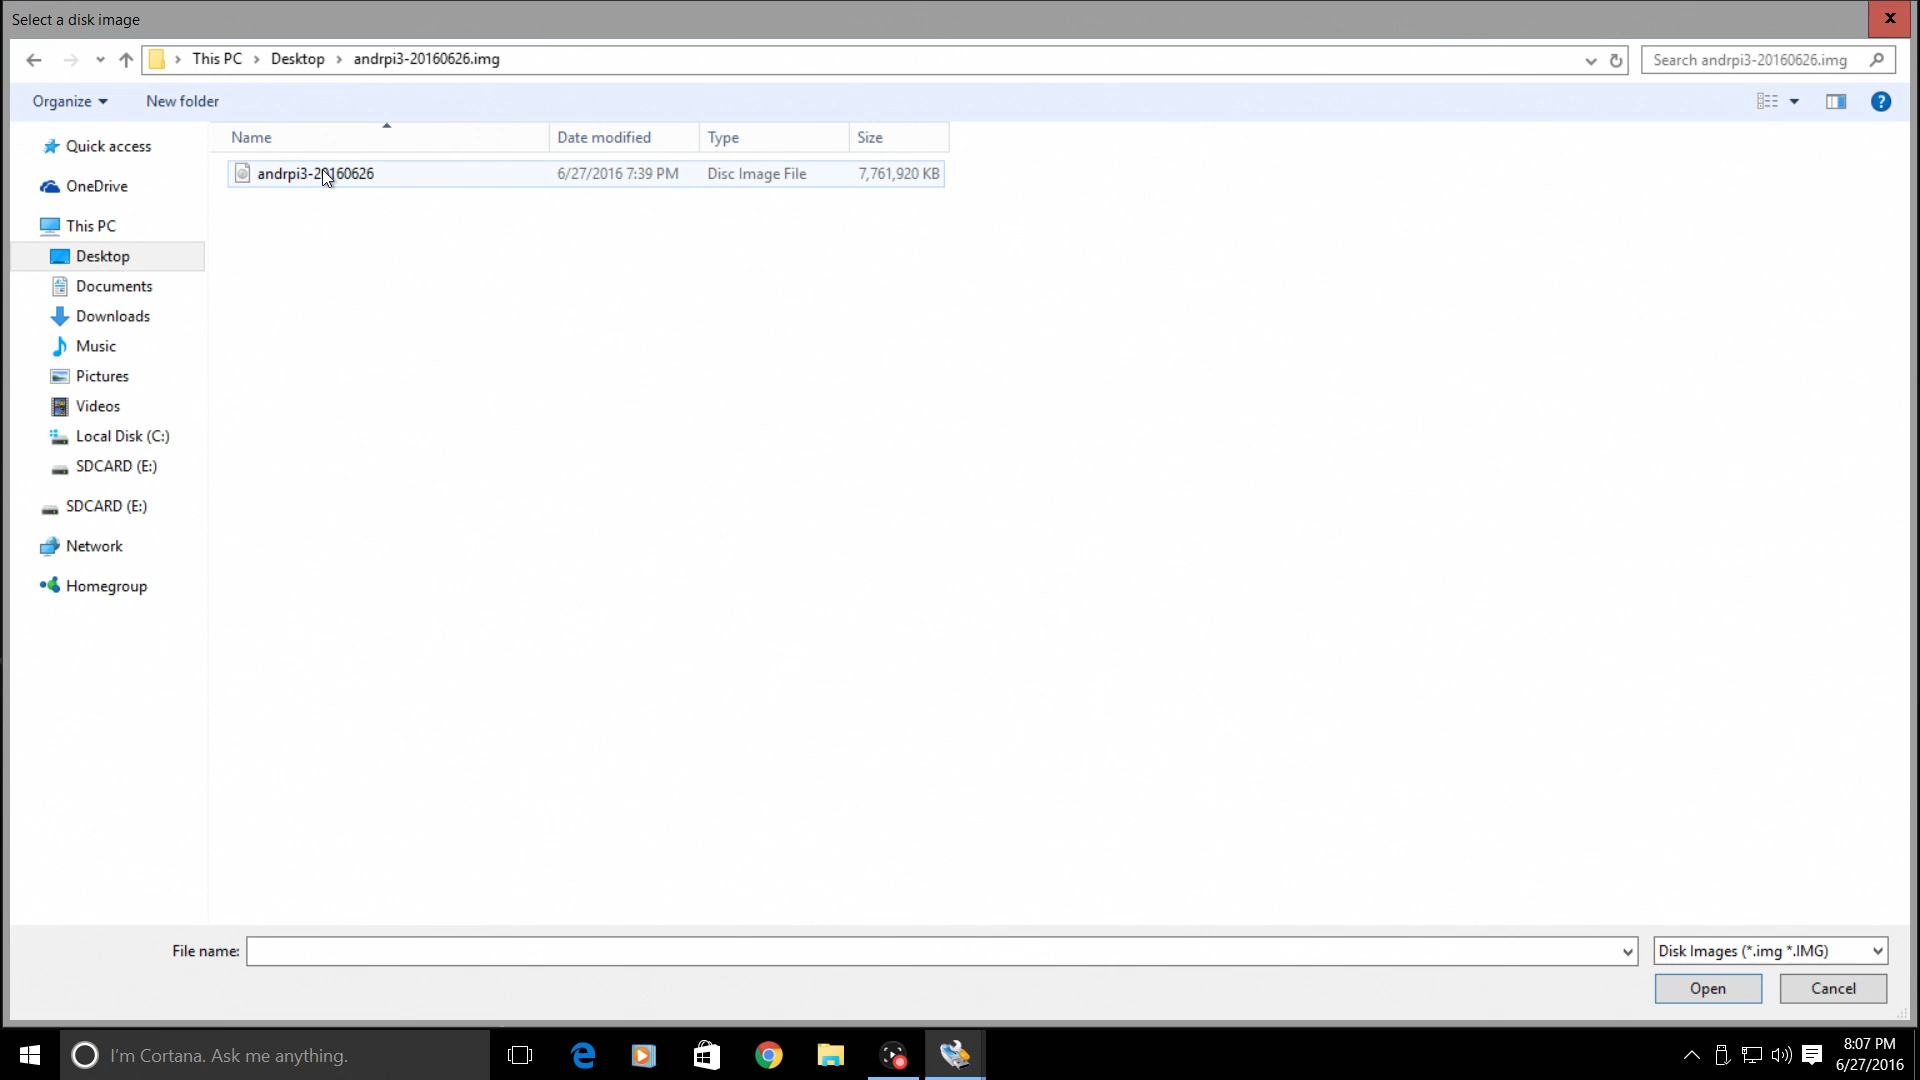 Select a disk image
x
This PC > Desktop > andrpi3-20160626.img
Search andrpi3-20160626.img
Organize
New folder
?
Name
Date modified
Type
Size
andrpi3-20160626
6/27/2016 7:39 PM
Disc Image File
7,761,920 KB
Quick access
OneDrive
This PC
Desktop
Documents
Downloads
Music
Pictures
Videos
Local Disk (C:)
SDCARD (E:)
SDCARD (E:)
Network
Homegroup
File name:
Disk Images (*.img *.IMG)
Open
Cancel
I'm Cortana. Ask me anything.
8:07 PM
6/27/2016